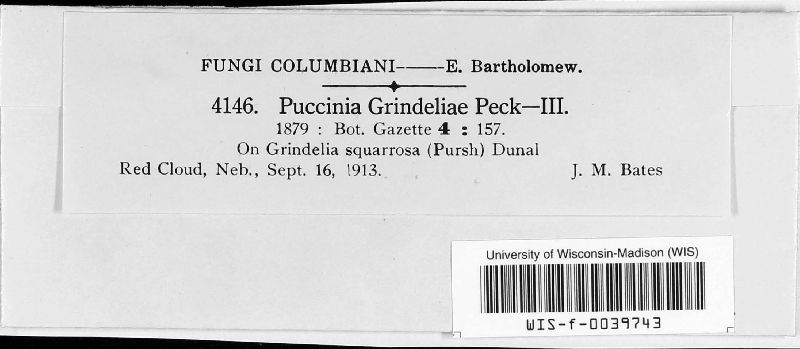 FUNGI COLUMBIANI——E. Bartholomew.
4146. Puccinia Grindeliae Peck—III.
1879 : Bot. Gazette 4 : 157.
On Grindelia squarrosa (Pursh) Dunal
Red Cloud, Neb., Sept. 16, 1913. J. M. Bates
University of Wisconsin-Madison (WIS)
WIS-f-0039743